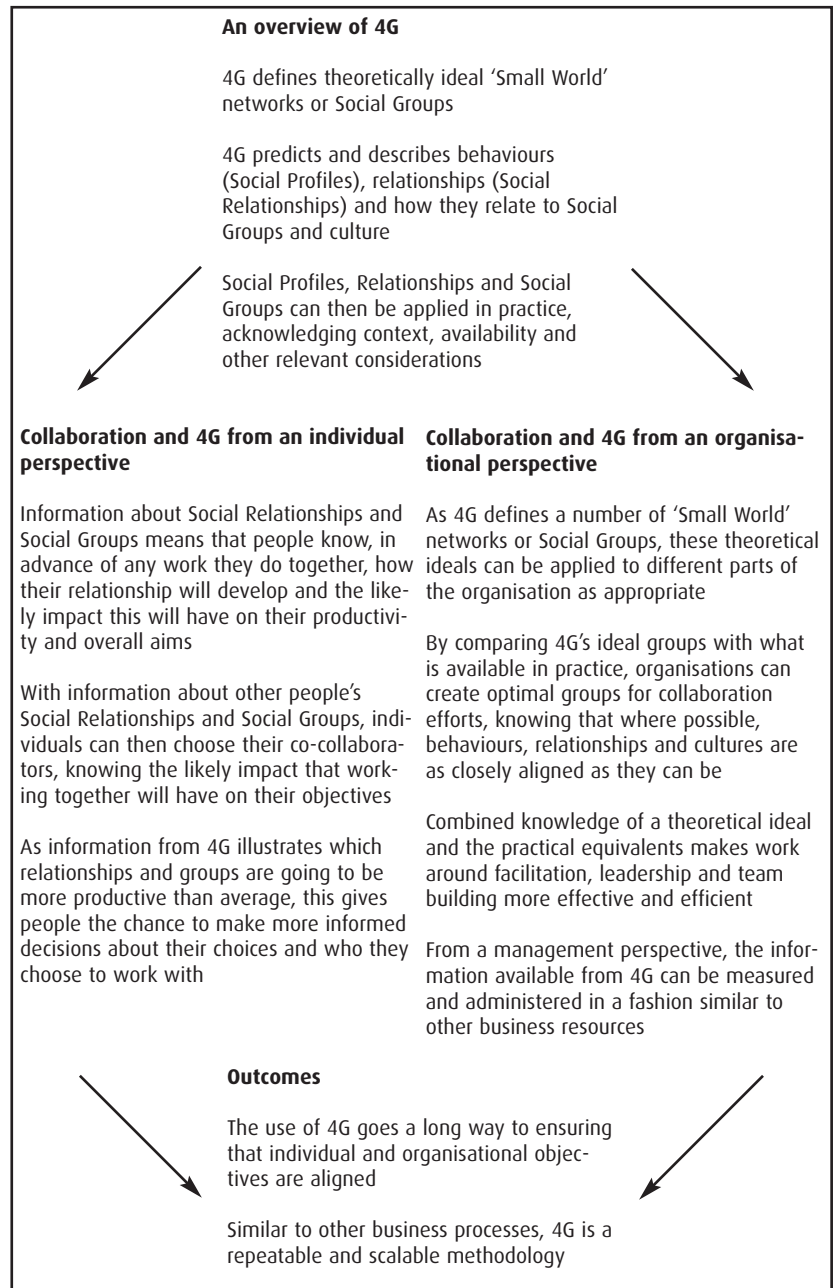 An overview of 4G
4G defines theoretically ideal ‘Small World’
networks or Social Groups
4G predicts and describes behaviours
(Social Profiles), relationships (Social
Relationships) and how they relate to Social
Groups and culture
Social Profiles, Relationships and Social
Groups can then be applied in practice,
acknowledging context, availability and
other relevant considerations
Collaboration and 4G from an individual
perspective
Information about Social Relationships and
Social Groups means that people know, in
advance of any work they do together, how
their relationship will develop and the like-
ly impact this will have on their productivi-
ty and overall aims
With information about other people’s
Social Relationships and Social Groups, indi-
viduals can then choose their co-collabora-
tors, knowing the likely impact that work-
ing together will have on their objectives
As information from 4G illustrates which
relationships and groups are going to be
more productive than average, this gives
people the chance to make more informed
decisions about their choices and who they
choose to work with
Collaboration and 4G from an organisa-
tional perspective
As 4G defines a number of ‘Small World’
networks or Social Groups, these theoretical
ideals can be applied to different parts of
the organisation as appropriate
By comparing 4G’s ideal groups with what
is available in practice, organisations can
create optimal groups for collaboration
efforts, knowing that where possible,
behaviours, relationships and cultures are
as closely aligned as they can be
Combined knowledge of a theoretical ideal
and the practical equivalents makes work
around facilitation, leadership and team
building more effective and efficient
From a management perspective, the infor-
mation available from 4G can be measured
and administered in a fashion similar to
other business resources
Outcomes
The use of 4G goes a long way to ensuring
that individual and organisational objec-
tives are aligned
Similar to other business processes, 4G is a
repeatable and scalable methodology